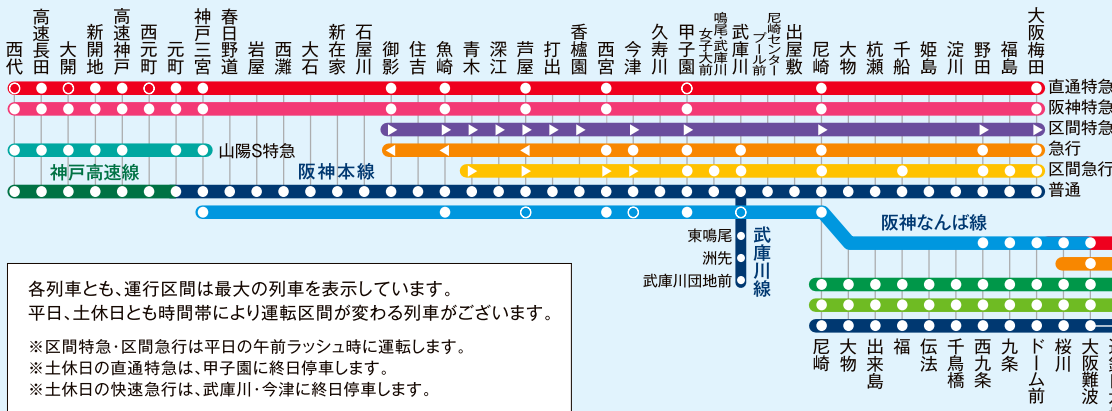 西代
高速長田
大開
新開地
高速神戸
西元町
元町
神戸三宮
春日野道
岩屋
西灘
大石
新在家
石屋川
御影
住吉
魚崎
青木
深江
芦屋
打出
香櫨園
西宮
今津
久寿川
甲子園
鳴尾・武庫川
女子大前
武庫川
尼崎センター
プール前
出屋敷
尼崎
大物
杭瀬
千船
姫島
淀川
野田
福島
大阪梅田
直通特急
阪神特急
区間特急
山陽S特急
急行
神戸高速線
阪神本線
区間急行
普通
阪神なんば線
東鳴尾
洲先
武庫川団地前
武庫川線
各列車とも、運行区間は最大の列車を表示しています。
平日、土休日とも時間帯により運転区間が変わる列車がございます。
※区間特急・区間急行は平日の午前ラッシュ時に運転します。
※土休日の直通特急は、甲子園に終日停車します。
※土休日の快速急行は、武庫川・今津に終日停車します。
尼崎
大物
出来島
福
伝法
千鳥橋
西九条
九条
ドーム前
桜川
大阪難波